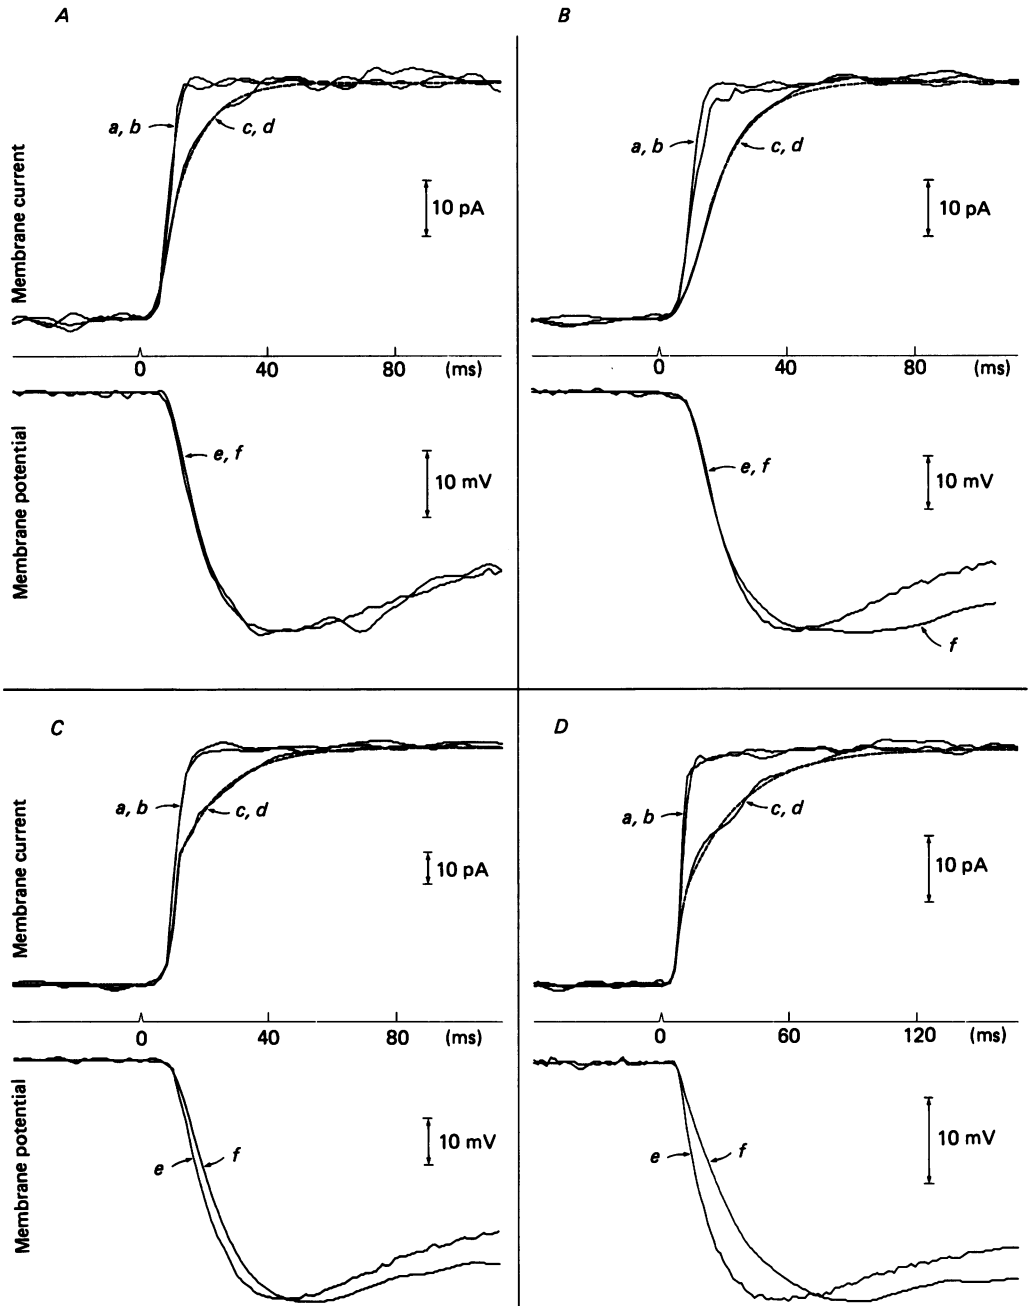 A
Membrane current
a, b
c, d
10 pA
0
40
80
(ms)
Membrane potential
e, f
10 mV
B
a, b
c, d
10 pA
0
40
80
(ms)
e, f
10 mV
f
C
Membrane current
a, b
c, d
10 pA
0
40
80
(ms)
Membrane potential
e
f
10 mV
D
a, b
c, d
10 pA
0
60
120
(ms)
e
f
10 mV